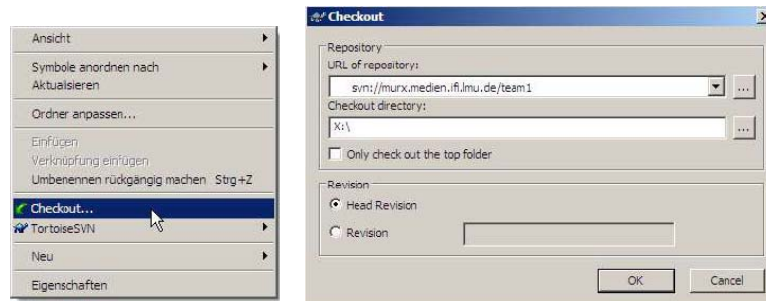 Ansicht
Symbole anordnen nach
Aktualisieren
Ordner anpassen...
Einfügen
Verknüpfung einfügen
Umbenennen rückgängig machen Strg+Z
Checkout...
TortoiseSVN
Neu
Eigenschaften
Checkout
Repository
URL of repository:
svn://murx.medien.ifi.lmu.de/team1
...
Checkout directory:
X:\
...
Only check out the top folder
Revision
Head Revision
Revision
OK Cancel